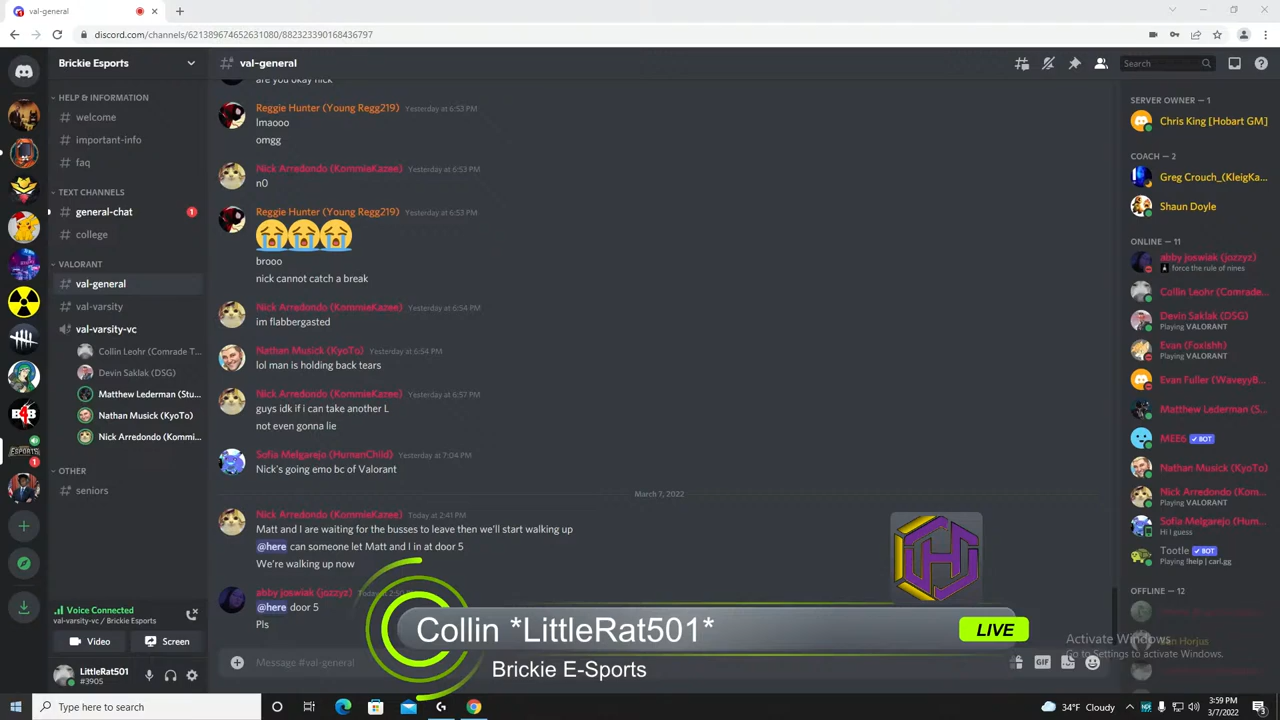 val-general
discord.com/channels/621389674652631080/882323390168436797
Brickie Esports
HELP & INFORMATION
welcome
important-info
faq
TEXT CHANNELS
general-chat
1
college
VALORANT
val-general
val-varsity
val-varsity-vc
Collin Leohr (Comrade T...
Devin Saklak (DSG)
Matthew Lederman (Stu...
Nathan Musick (KyoTo)
Nick Arredondo (Kommi...
OTHER
seniors
Voice Connected
val-varsity-vc / Brickie Esports
Video
Screen
LittleRat501
#3905
B4B
ESPORTS
1
val-general
Search
are you okay nick
Reggie Hunter (Young Regg219) Yesterday at 6:53 PM
lmaooo
omgg
Nick Arredondo (KommieKazee) Yesterday at 6:53 PM
n0
Reggie Hunter (Young Regg219) Yesterday at 6:53 PM
brooo
nick cannot catch a break
Nick Arredondo (KommieKazee) Yesterday at 6:54 PM
im flabbergasted
Nathan Musick (KyoTo) Yesterday at 6:54 PM
lol man is holding back tears
Nick Arredondo (KommieKazee) Yesterday at 6:57 PM
guys idk if i can take another L
not even gonna lie
Sofia Melgarejo (HumanChild) Yesterday at 7:04 PM
Nick's going emo bc of Valorant
March 7, 2022
Nick Arredondo (KommieKazee) Today at 2:41 PM
Matt and I are waiting for the busses to leave then we'll start walking up
@here can someone let Matt and I in at door 5
We're walking up now
abby joswiak (jozzyz) Today at
@here door 5
Pls
Message #val-general
GIF
SERVER OWNER — 1
Chris King [Hobart GM]
COACH — 2
Greg Crouch_(KleigKa...
Shaun Doyle
ONLINE — 11
abby joswiak (jozzyz)
force the rule of nines
Collin Leohr (Comrade...
Devin Saklak (DSG)
Playing VALORANT
Evan (Foxishh)
Playing VALORANT
Evan Fuller (WaveyyB...
Matthew Lederman (S...
MEE6 BOT
Nathan Musick (KyoTo)
Nick Arredondo (Kom...
Playing VALORANT
Sofia Melgarejo (Hum...
Hi I guess
Tootle BOT
Playing !help | carl.gg
OFFLINE — 12
Horjus
Activate Windows
Go to Settings to activate Windows.
Collin *LittleRat501*
LIVE
Brickie E-Sports
Type here to search
34°F Cloudy
3:59 PM
3/7/2022
3